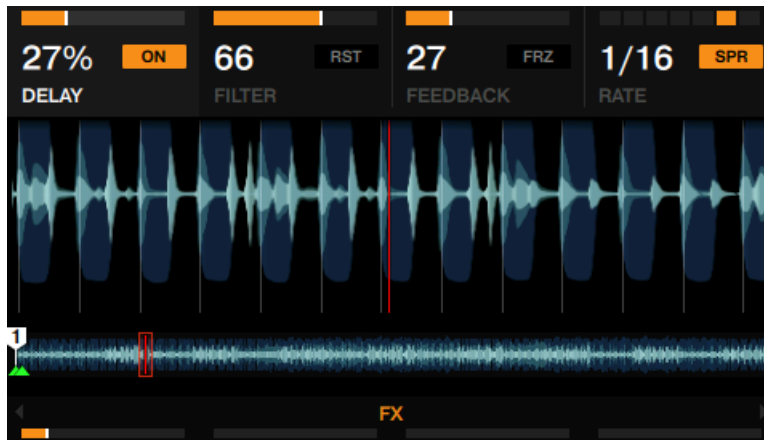 27% ON 66 RST 27 FRZ 1/16 SPR
DELAY FILTER FEEDBACK RATE
1
FX